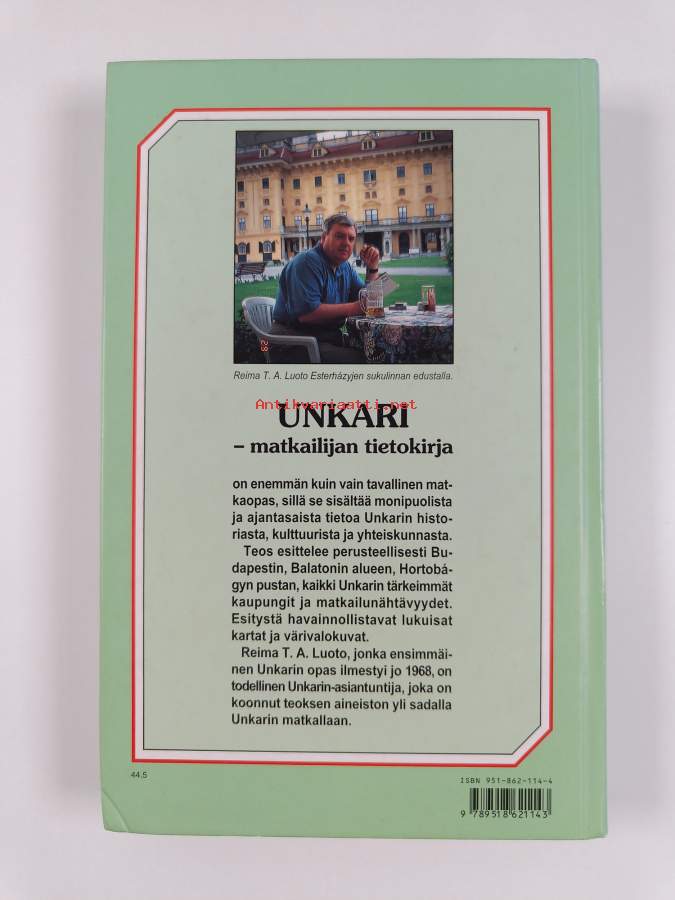 Reima T. A. Luoto Esterházyjen sukulinnan edustalla.
Antikvariaatti.net
UNKARI
– matkailijan tietokirja
on enemmän kuin vain tavallinen mat-
kaopas, sillä se sisältää monipuolista
ja ajantasaista tietoa Unkarin histo-
riasta, kulttuurista ja yhteiskunnasta.
Teos esittelee perusteellisesti Bu-
dapestin, Balatonin alueen, Hortobá-
gyn pustan, kaikki Unkarin tärkeimmät
kaupungit ja matkailunähtävyydet.
Esitystä havainnollistavat lukuisat
kartat ja värivalokuvat.
Reima T. A. Luoto, jonka ensimmäi-
nen Unkarin opas ilmestyi jo 1968, on
todellinen Unkarin-asiantuntija, joka on
koonnut teoksen aineiston yli sadalla
Unkarin matkallaan.
44.5
ISBN 951-862-114-4
9 789518 621143